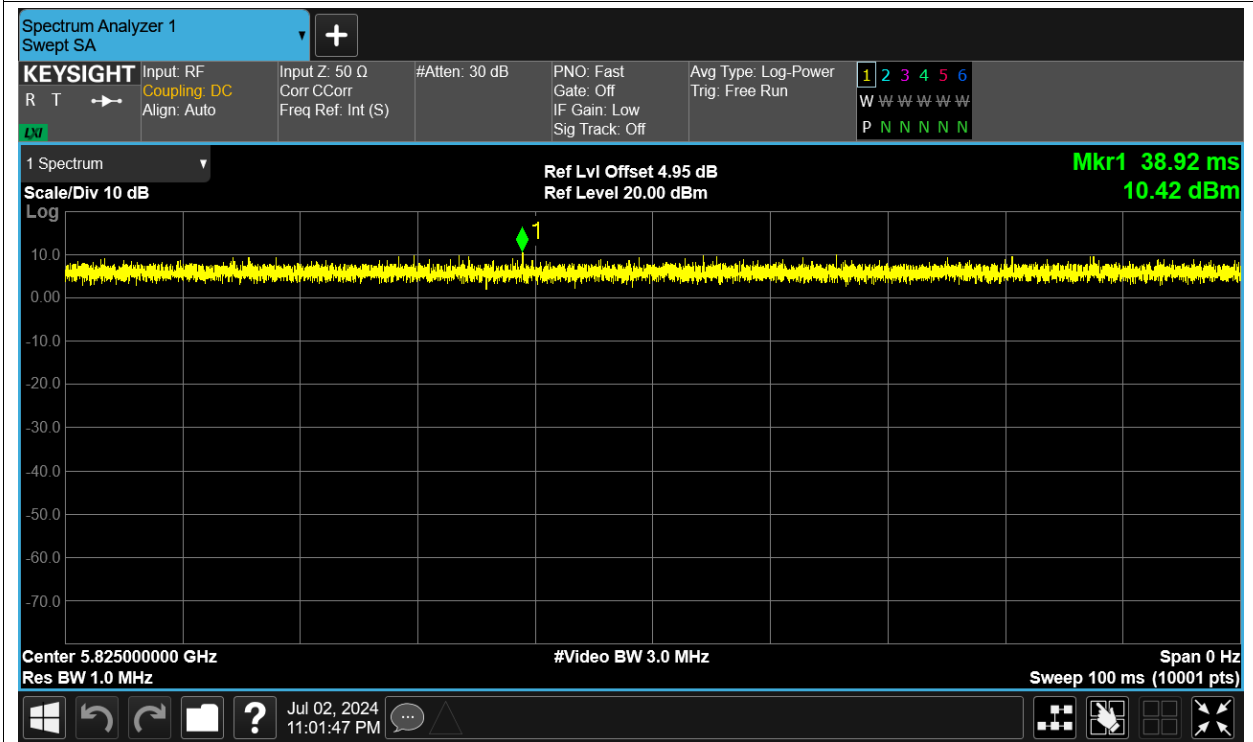 Spectrum Analyzer 1
Swept SA
KEYSIGHT
R T
LXI
Input: RF
Coupling: DC
Align: Auto
Input Z: 50 Ω
Corr CCorr
Freq Ref: Int (S)
#Atten: 30 dB
PNO: Fast
Gate: Off
IF Gain: Low
Sig Track: Off
Avg Type: Log-Power
Trig: Free Run
1 2 3 4 5 6
W W W W W W
P N N N N N
1 Spectrum
Scale/Div 10 dB
Log
Ref Lvl Offset 4.95 dB
Ref Level 20.00 dBm
Mkr1 38.92 ms
10.42 dBm
1
10.0
0.00
-10.0
-20.0
-30.0
-40.0
-50.0
-60.0
-70.0
Center 5.825000000 GHz
Res BW 1.0 MHz
#Video BW 3.0 MHz
Span 0 Hz
Sweep 100 ms (10001 pts)
?
Jul 02, 2024
11:01:47 PM